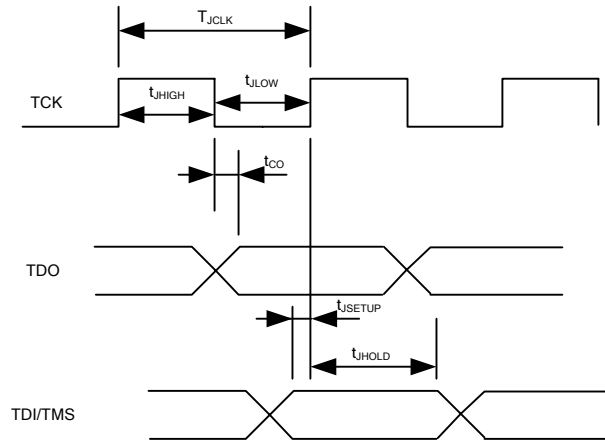 TJCLK
tJHIGH
tJLOW
TCK
tCO
TDO
tJSETUP
tJHOLD
TDI/TMS